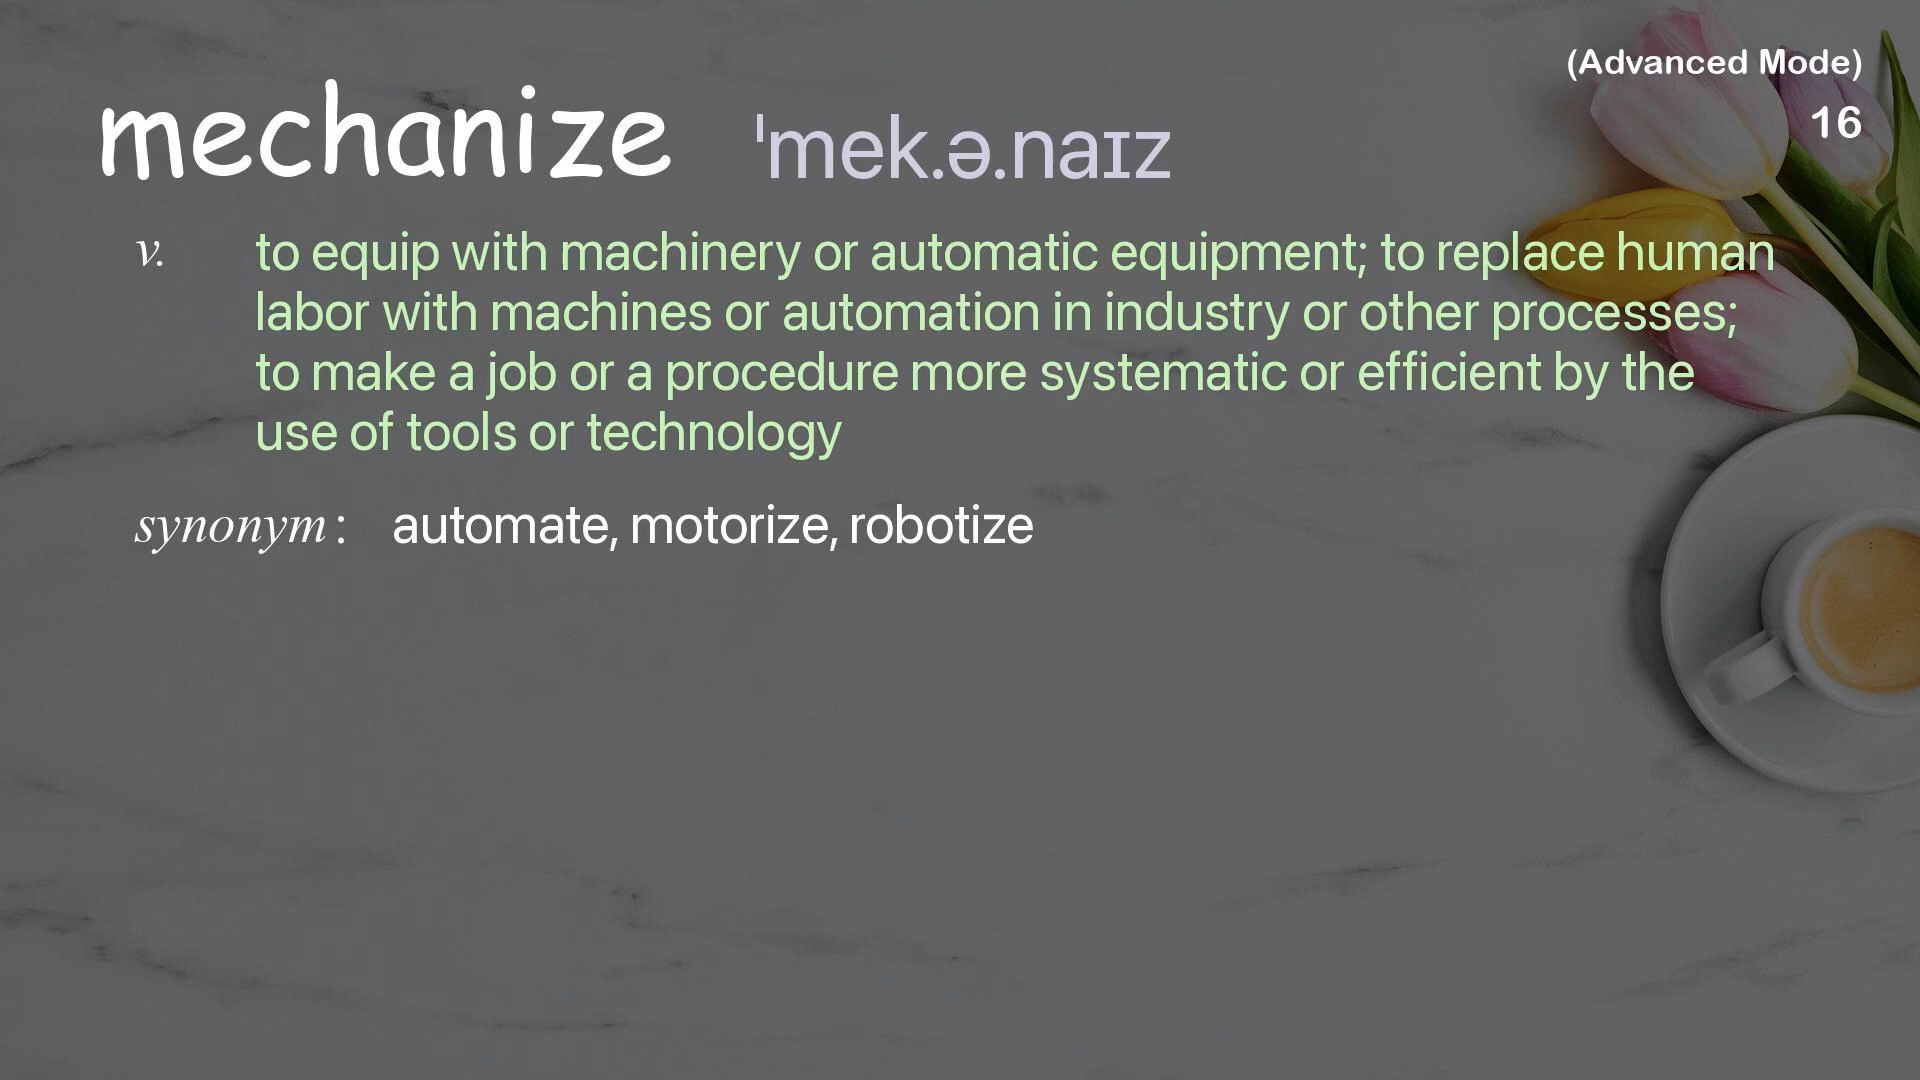 (Advanced Mode)
16
mechanize ˈmek.ə.naɪz
v. to equip with machinery or automatic equipment; to replace human
labor with machines or automation in industry or other processes;
to make a job or a procedure more systematic or efficient by the
use of tools or technology
synonym : automate, motorize, robotize